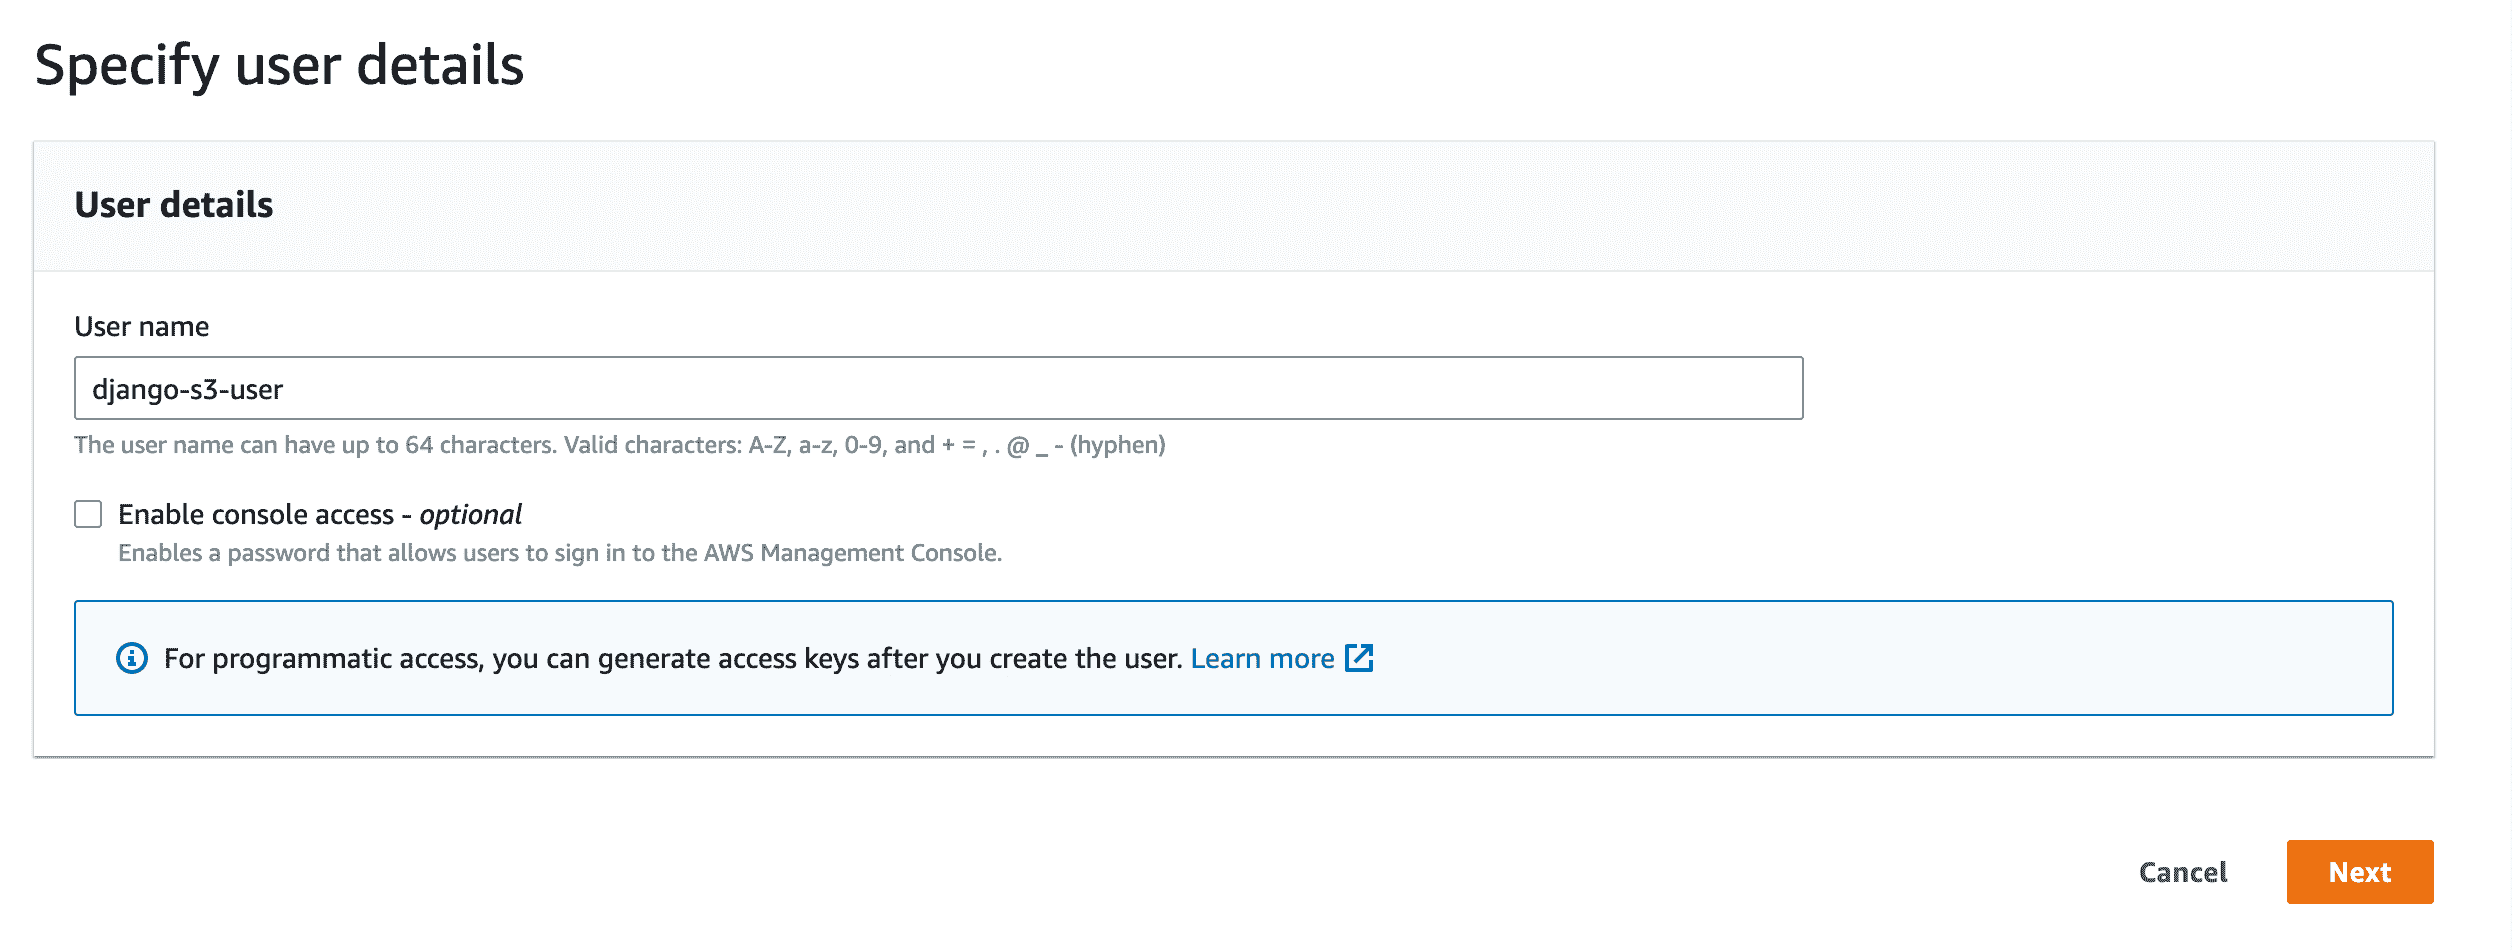 Specify user details
User details
User name
django-s3-user
The user name can have up to 64 characters. Valid characters: A-Z, a-z, 0-9, and + = , . @ _ - (hyphen)
Enable console access - optional
Enables a password that allows users to sign in to the AWS Management Console.
For programmatic access, you can generate access keys after you create the user. Learn more
Cancel
Next